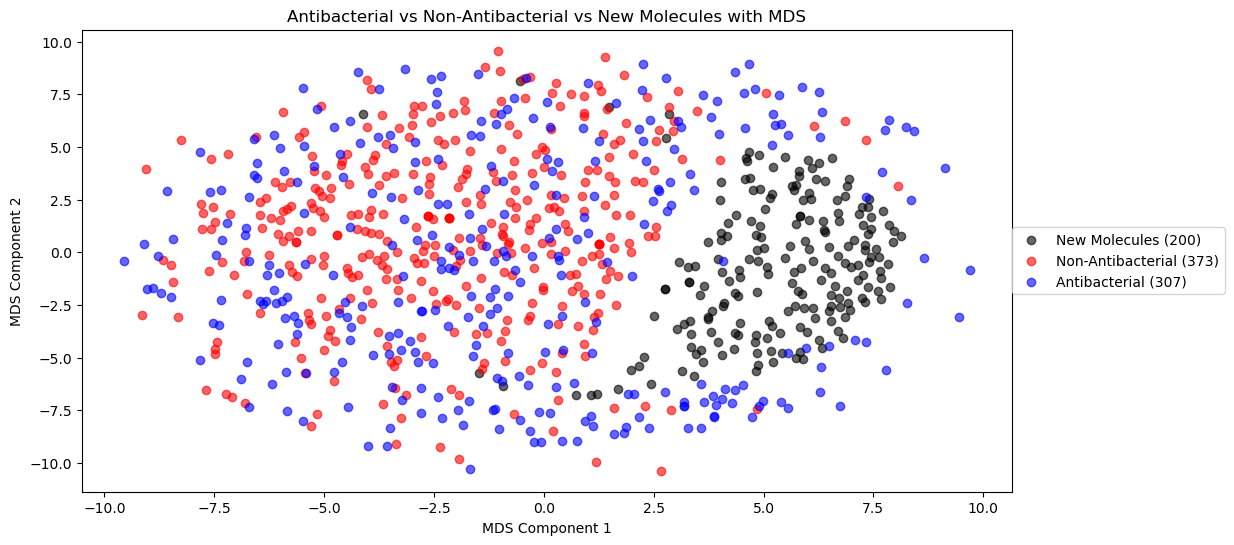 Antibacterial vs Non-Antibacterial vs New Molecules with MDS
MDS Component 2
10.0
7.5
5.0
2.5
0.0
−2.5
−5.0
−7.5
−10.0
−10.0 −7.5 −5.0 −2.5 0.0 2.5 5.0 7.5 10.0
MDS Component 1
New Molecules (200)
Non-Antibacterial (373)
Antibacterial (307)